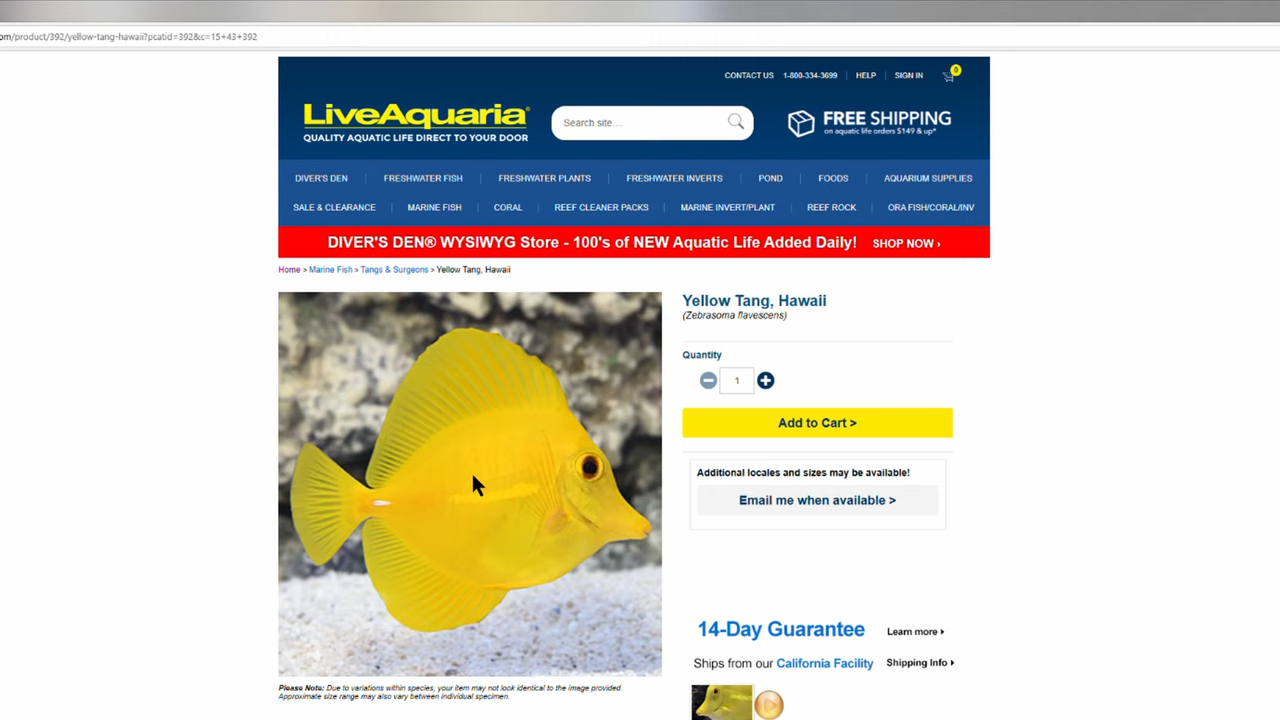 om/product/392/yellow-tang-hawaii?pcatid=392&c=15+43+392
CONTACT US 1-800-334-3699 | HELP | SIGN IN 0
LiveAquaria®
QUALITY AQUATIC LIFE DIRECT TO YOUR DOOR
Search site....
FREE SHIPPING
on aquatic life orders $149 & up*
DIVER'S DEN | FRESHWATER FISH | FRESHWATER PLANTS | FRESHWATER INVERTS | POND | FOODS | AQUARIUM SUPPLIES
SALE & CLEARANCE | MARINE FISH | CORAL | REEF CLEANER PACKS | MARINE INVERT/PLANT | REEF ROCK | ORA FISH/CORAL/INV
DIVER'S DEN® WYSIWYG Store - 100's of NEW Aquatic Life Added Daily! SHOP NOW ›
Home > Marine Fish > Tangs & Surgeons > Yellow Tang, Hawaii
Yellow Tang, Hawaii
(Zebrasoma flavescens)
Quantity
1
Add to Cart >
Additional locales and sizes may be available!
Email me when available >
14-Day Guarantee Learn more
Ships from our California Facility Shipping Info
Please Note: Due to variations within species, your item may not look identical to the image provided.
Approximate size range may also vary between individual specimen.